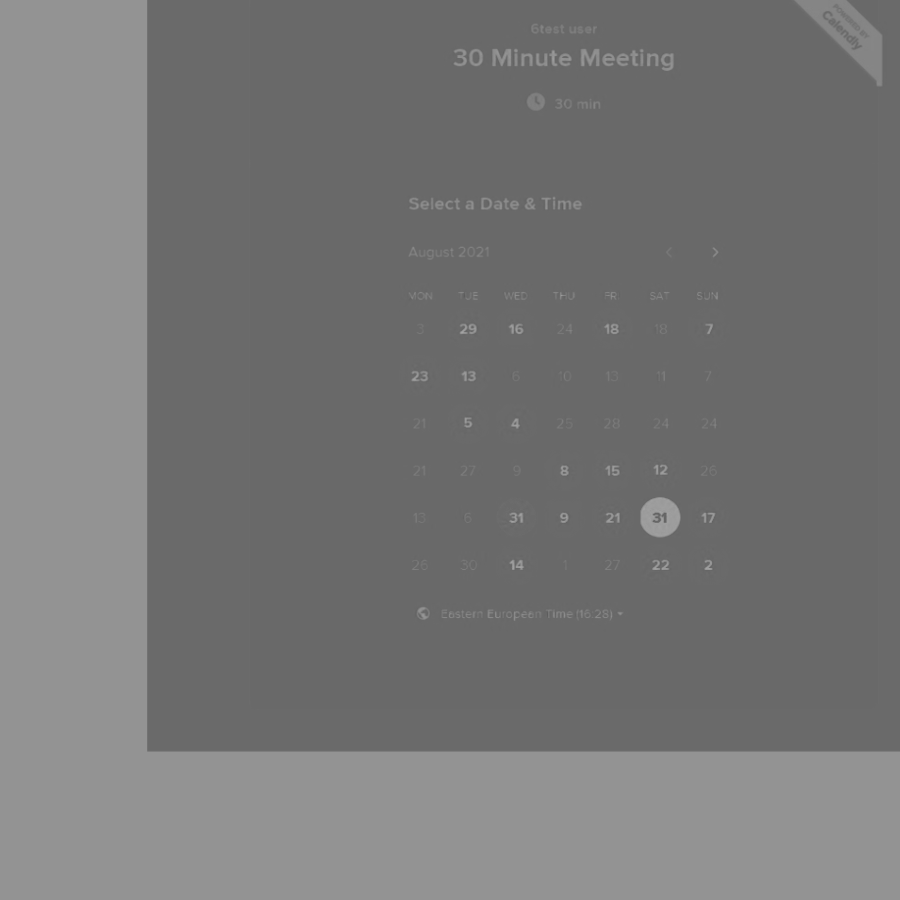 POWERED BY
Calendly
6test user
30 Minute Meeting
30 min
Select a Date & Time
August 2021
MON TUE WED THU FRI SAT SUN
3 29 16 24 18 18 7
23 13 6 10 13 11 7
21 5 4 25 28 24 24
21 27 9 8 15 12 26
13 6 31 9 21 31 17
26 30 14 1 27 22 2
Eastern European Time (16:28)